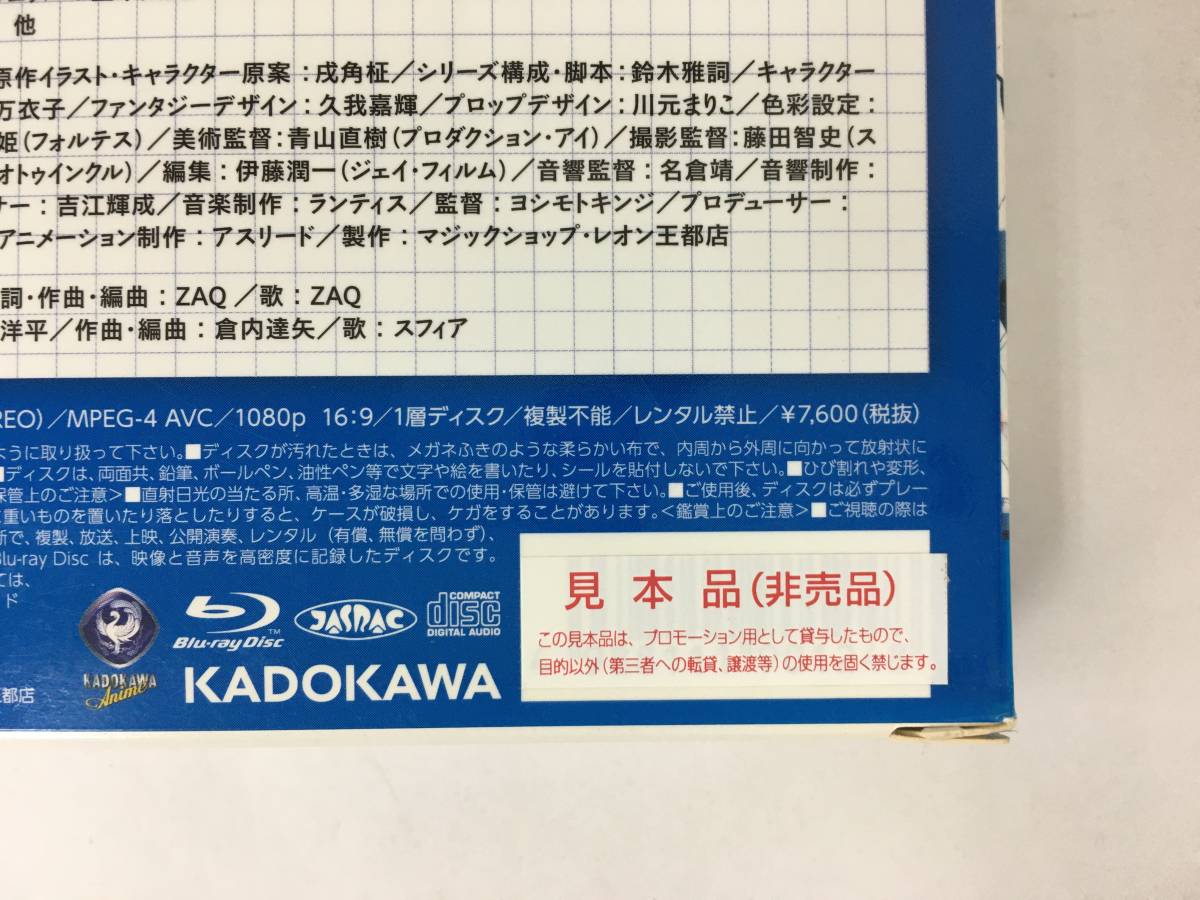 他
原作イラスト・キャラクター原案：戌角柾／シリーズ構成・脚本：鈴木雅詞／キャラクター
万衣子／ファンタジーデザイン：久我嘉輝／プロップデザイン：川元まりこ／色彩設定：
姫（フォルテス）／美術監督：青山直樹（プロダクション・アイ）／撮影監督：藤田智史（ス
オトゥインクル）／編集：伊藤潤一（ジェイ・フィルム）／音響監督：名倉靖／音響制作：
サー：吉江輝成／音楽制作：ランティス／監督：ヨシモトキンジ／プロデューサー：
アニメーション制作：アスリード／製作：マジックショップ・レオン王都店
詞・作曲・編曲：ZAQ／歌：ZAQ
洋平／作曲・編曲：倉内達矢／歌：スフィア
REO）／MPEG-4 AVC／1080p 16:9／1層ディスク／複製不能／レンタル禁止／¥7,600（税抜）
ように取り扱って下さい。■ディスクが汚れたときは、メガネふきのような柔らかい布で、内周から外周に向かって放射状に
■ディスクは、両面共、鉛筆、ボールペン、油性ペン等で文字や絵を書いたり、シールを貼付しないで下さい。■ひび割れや変形、
保管上のご注意＞■直射日光の当たる所、高温・多湿な場所での使用・保管は避けて下さい。■ご使用後、ディスクは必ずプレー
重いものを置いたり落としたりすると、ケースが破損し、ケガをすることがあります。＜鑑賞上のご注意＞■ご視聴の際は
所で、複製、放送、上映、公開演奏、レンタル（有償、無償を問わず）、
Blu-ray Disc は、映像と音声を高密度に記録したディスクです。
ては、
ド
KADOKAWA
Anime
Blu-ray Disc
TM
JASRAC
COMPACT
disc
DIGITAL AUDIO
都店
KADOKAWA
見本品（非売品）
この見本品は、プロモーション用として貸与したもので、
目的以外（第三者への転貸、譲渡等）の使用を固く禁じます。